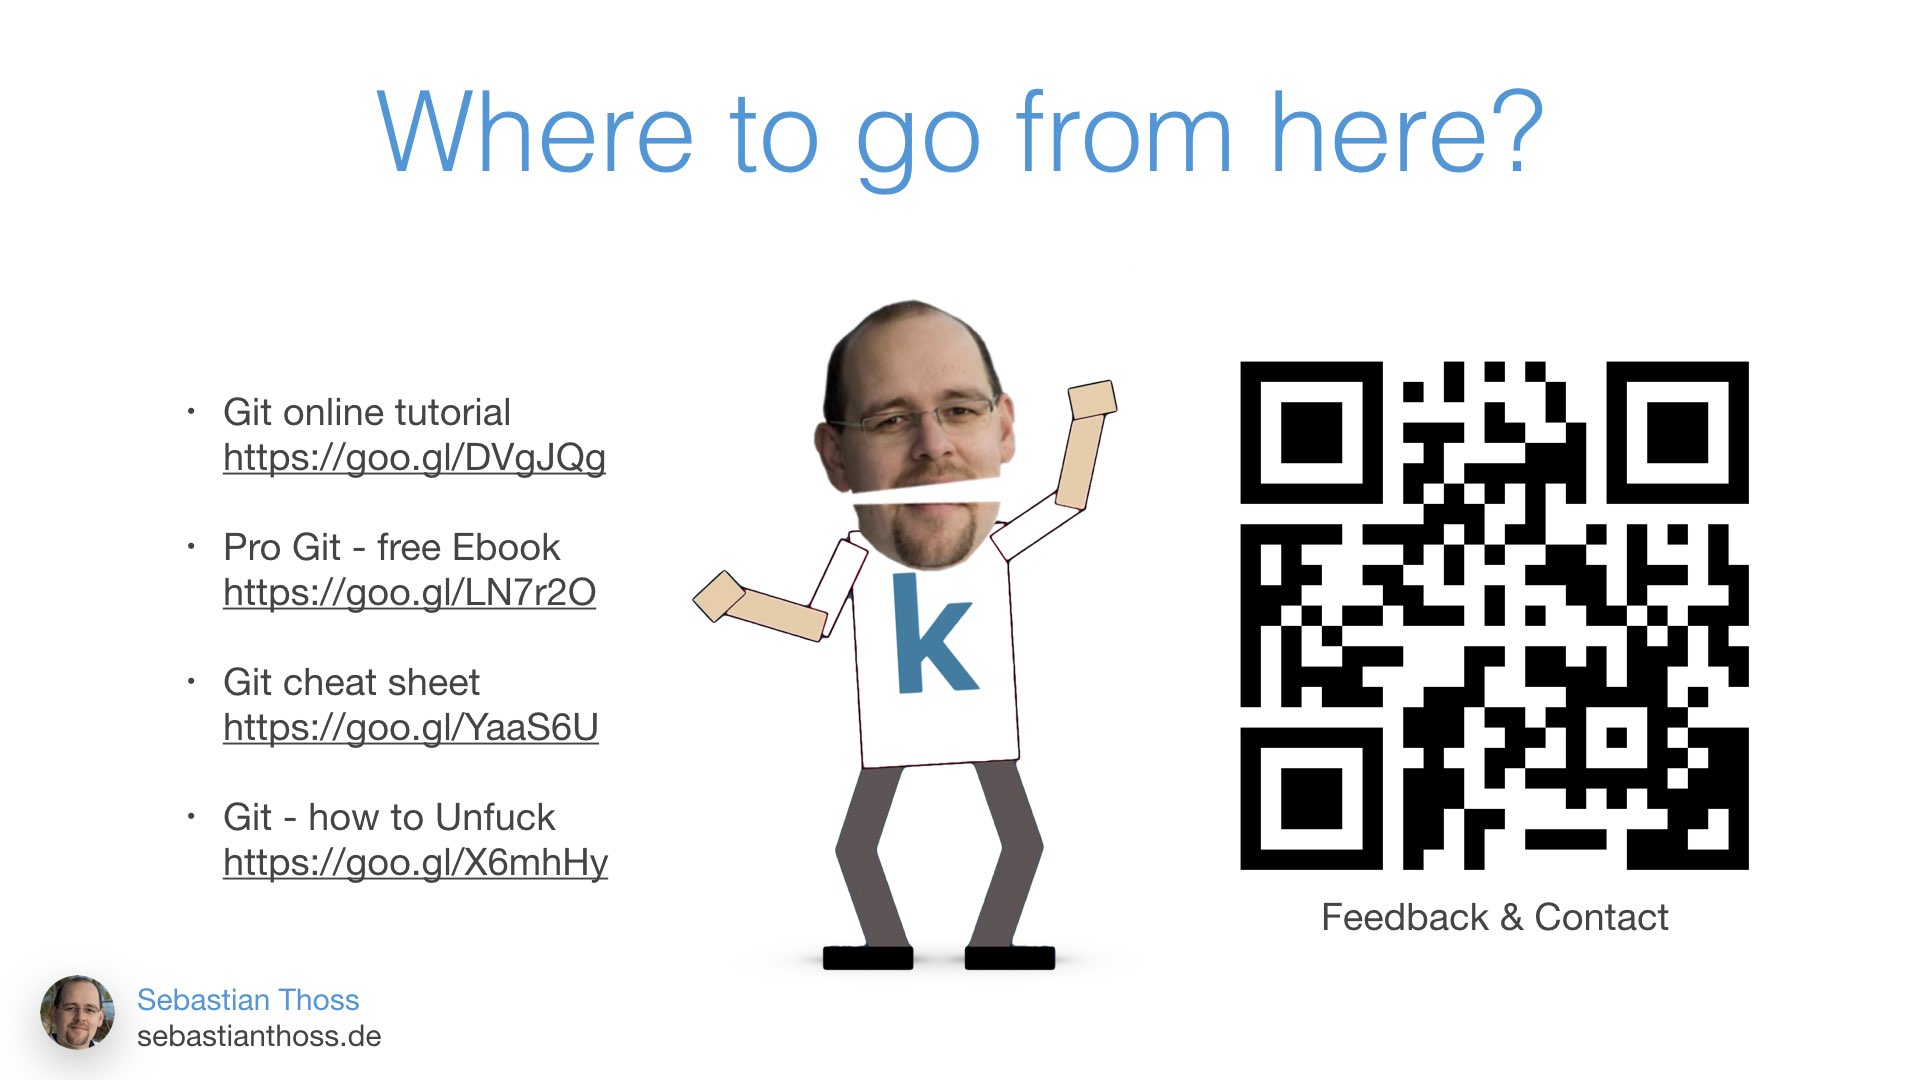 Where to go from here?
• Git online tutorial
https://goo.gl/DVgJQg
• Pro Git - free Ebook
https://goo.gl/LN7r2O
• Git cheat sheet
https://goo.gl/YaaS6U
• Git - how to Unfuck
https://goo.gl/X6mhHy
k
Feedback & Contact
Sebastian Thoss
sebastianthoss.de